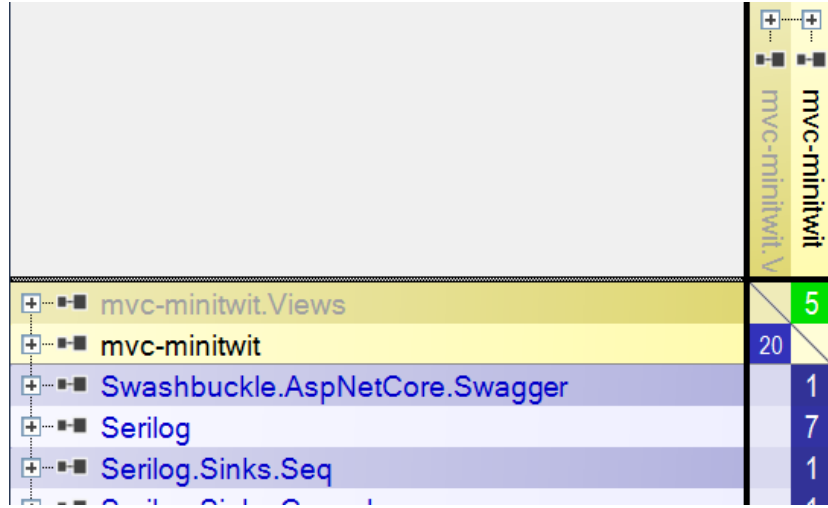 mvc-minitwit.V
mvc-minitwit
mvc-minitwit.Views 5
mvc-minitwit 20
Swashbuckle.AspNetCore.Swagger 1
Serilog 7
Serilog.Sinks.Seq 1